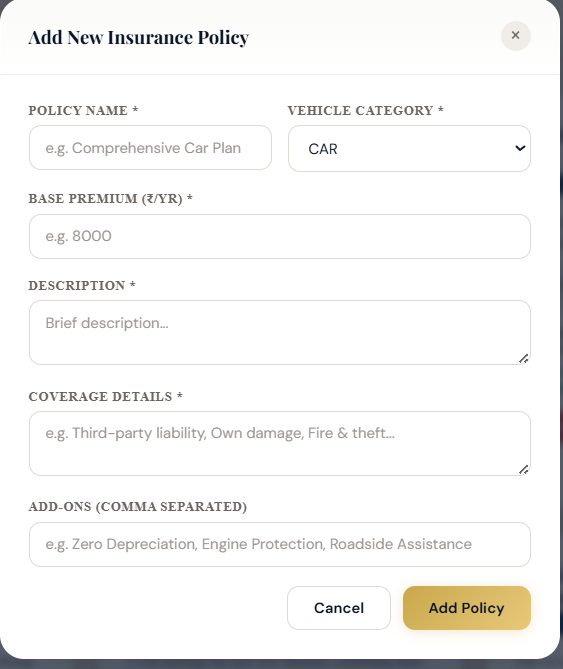 Add New Insurance Policy ×
POLICY NAME * VEHICLE CATEGORY *
e.g. Comprehensive Car Plan CAR
BASE PREMIUM (₹/YR) *
e.g. 8000
DESCRIPTION *
Brief description...
COVERAGE DETAILS *
e.g. Third-party liability, Own damage, Fire & theft...
ADD-ONS (COMMA SEPARATED)
e.g. Zero Depreciation, Engine Protection, Roadside Assistance
Cancel Add Policy